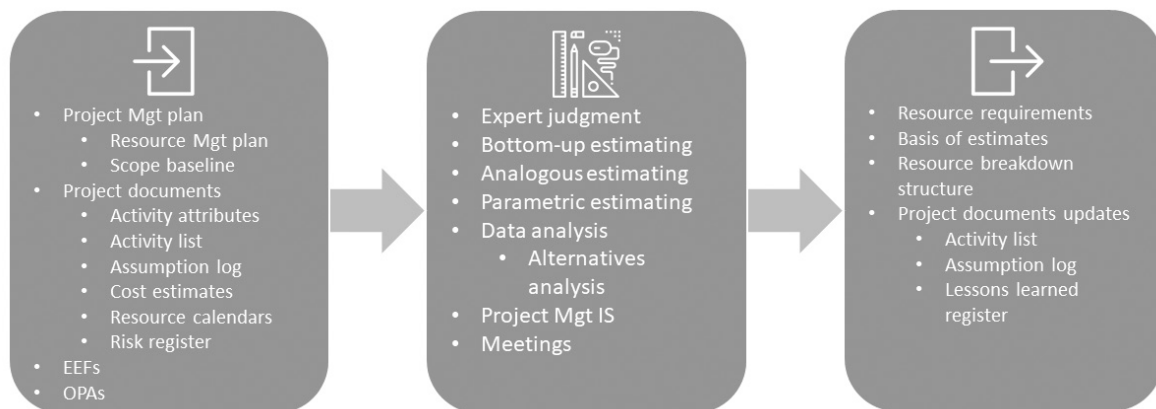 • Project Mgt plan
• Resource Mgt plan
• Scope baseline
• Project documents
• Activity attributes
• Activity list
• Assumption log
• Cost estimates
• Resource calendars
• Risk register
• EEFs
• OPAs
• Expert judgment
• Bottom-up estimating
• Analogous estimating
• Parametric estimating
• Data analysis
• Alternatives
analysis
• Project Mgt IS
• Meetings
• Resource requirements
• Basis of estimates
• Resource breakdown
structure
• Project documents updates
• Activity list
• Assumption log
• Lessons learned
register